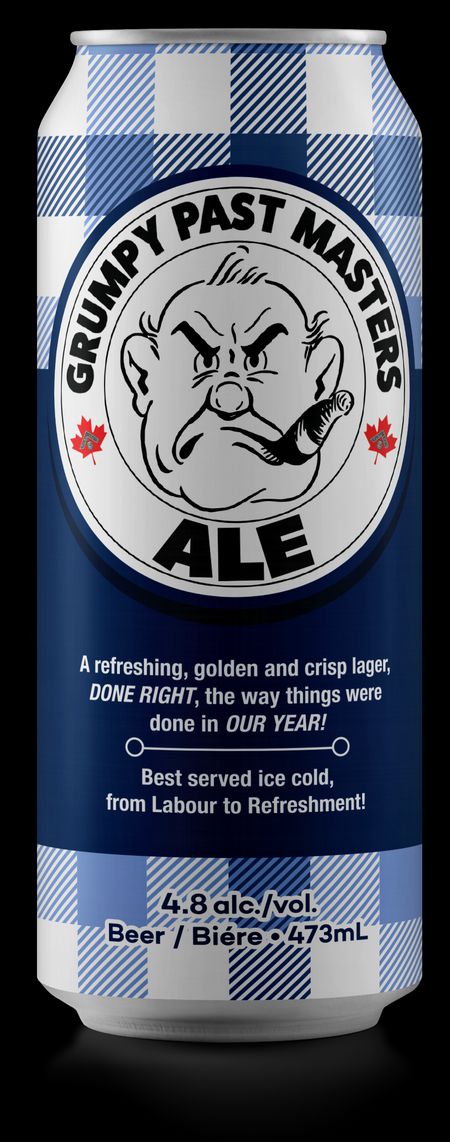 GRUMPY PAST MASTERS
ALE
A refreshing, golden and crisp lager,
DONE RIGHT, the way things were
done in OUR YEAR!
Best served ice cold,
from Labour to Refreshment!
4.8 alc./vol.
Beer / Biére • 473mL